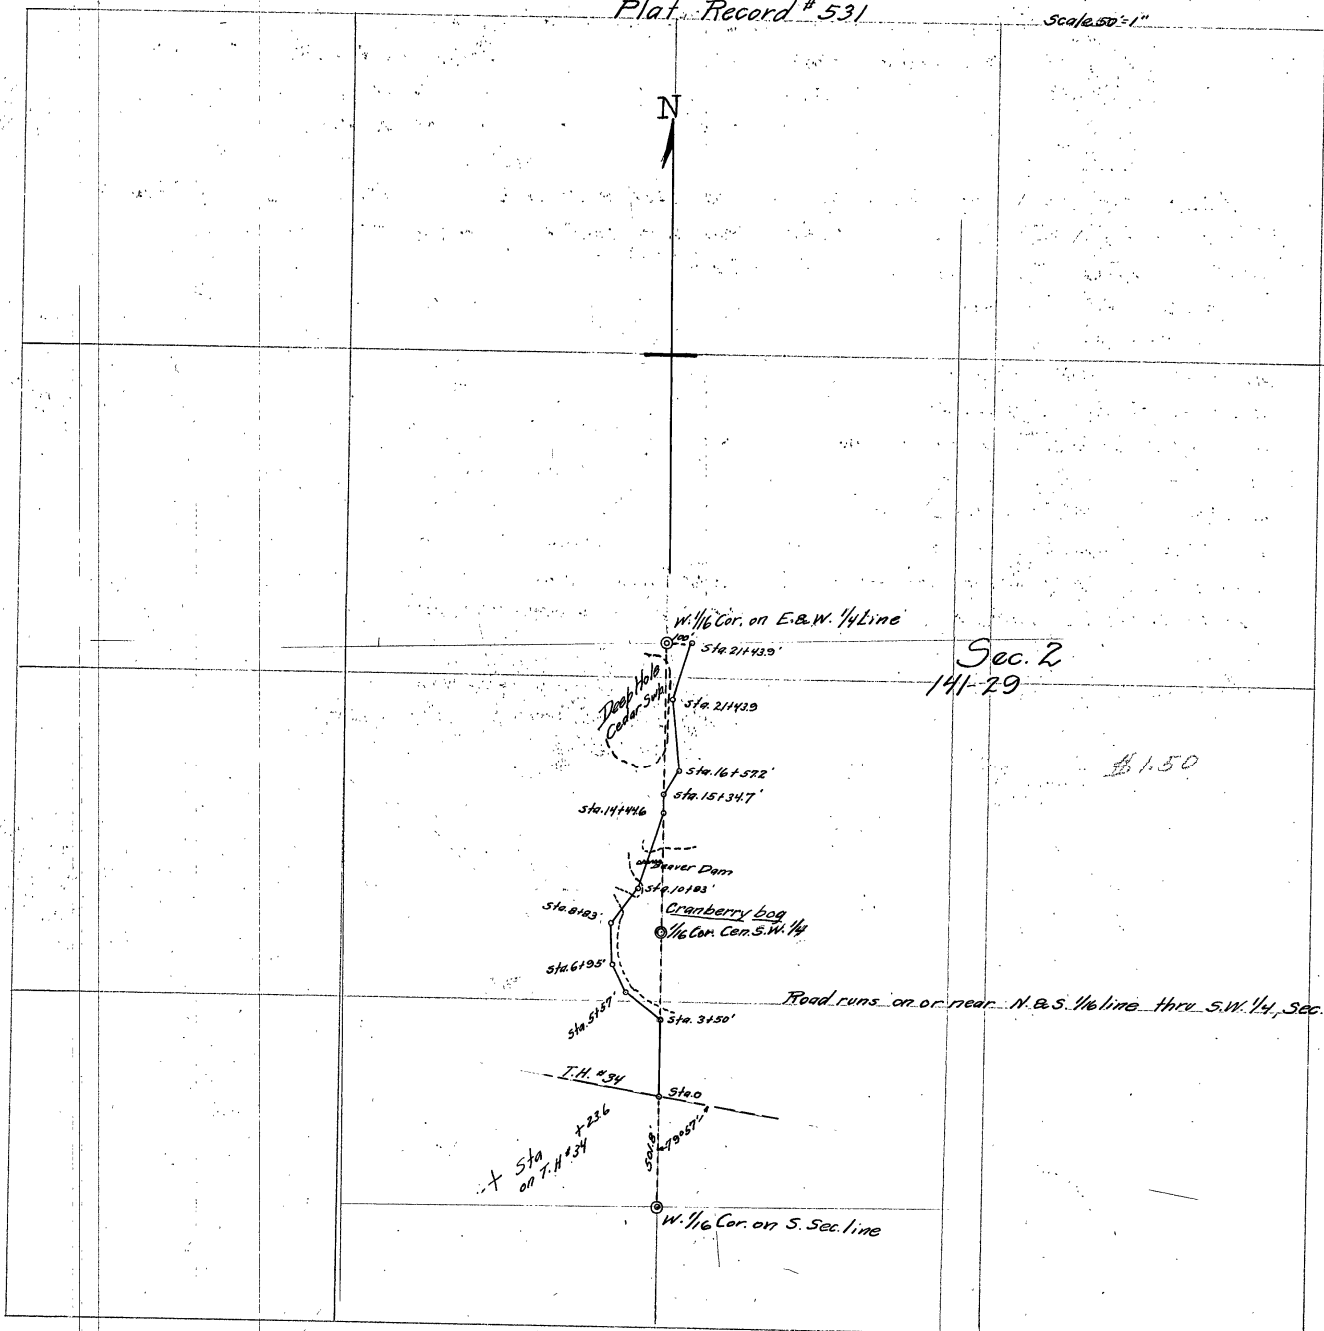 Plat Record # 531
Scale 50'=1"
N
W. 1/16 Cor. on E. & W. 1/4 Line
100'
Sta. 21+43.9'
Sec. 2
141-29
Deep Hole
Cedar Swp.
Sta. 21+43.9
$1.50
Sta. 16+57.2'
Sta. 15+34.7'
Sta. 14+44.6
Beaver Dam
Sta. 10+83'
Sta. 8+83'
Cranberry bog
1/16 Cor. Cen. S.W. 1/4
Sta. 6+95'
Road runs on or near N. & S. 1/16 line thru S.W. 1/4, Sec.
Sta. 5+57'
Sta. 3+50'
T.H. #34
Sta. 0
+23.6
Sta
on T.H #34
501.8'
79°57'
W. 1/16 Cor. on S. Sec. line